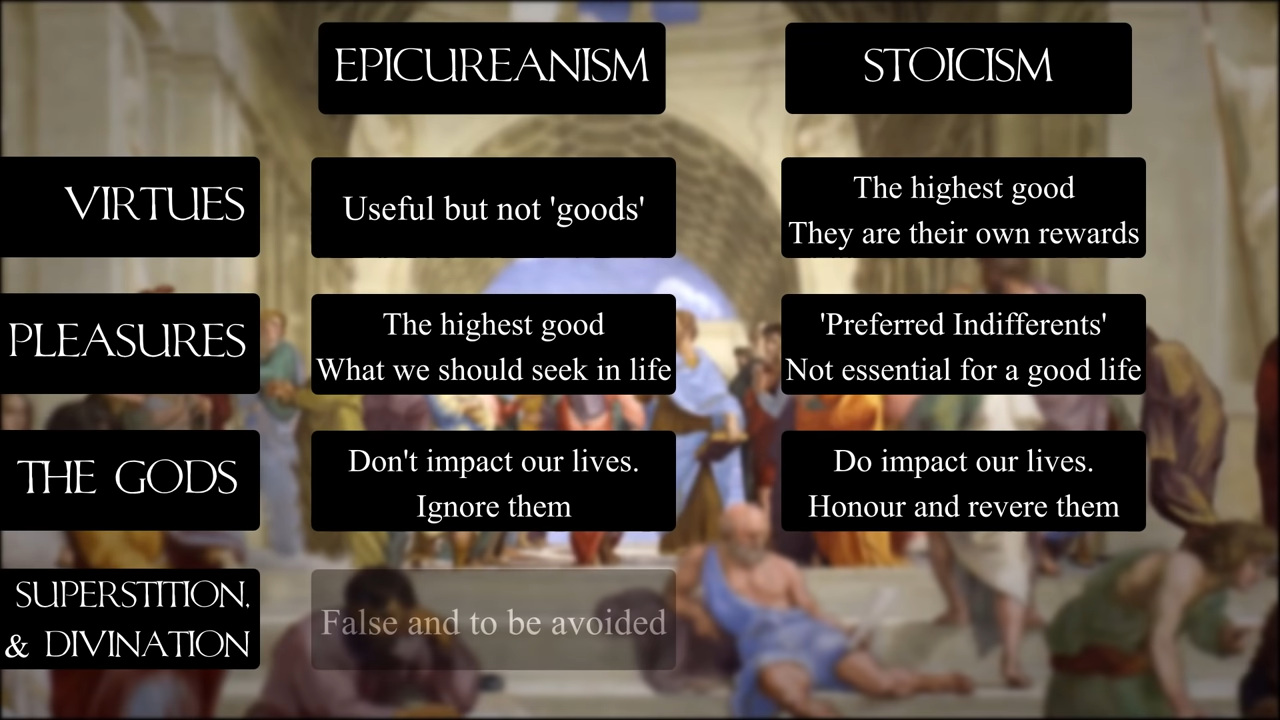 EPICUREANISM
STOICISM
VIRTUES
Useful but not 'goods'
The highest good
They are their own rewards
PLEASURES
The highest good
What we should seek in life
'Preferred Indifferents'
Not essential for a good life
THE GODS
Don't impact our lives.
Ignore them
Do impact our lives.
Honour and revere them
SUPERSTITION,
& DIVINATION
False and to be avoided